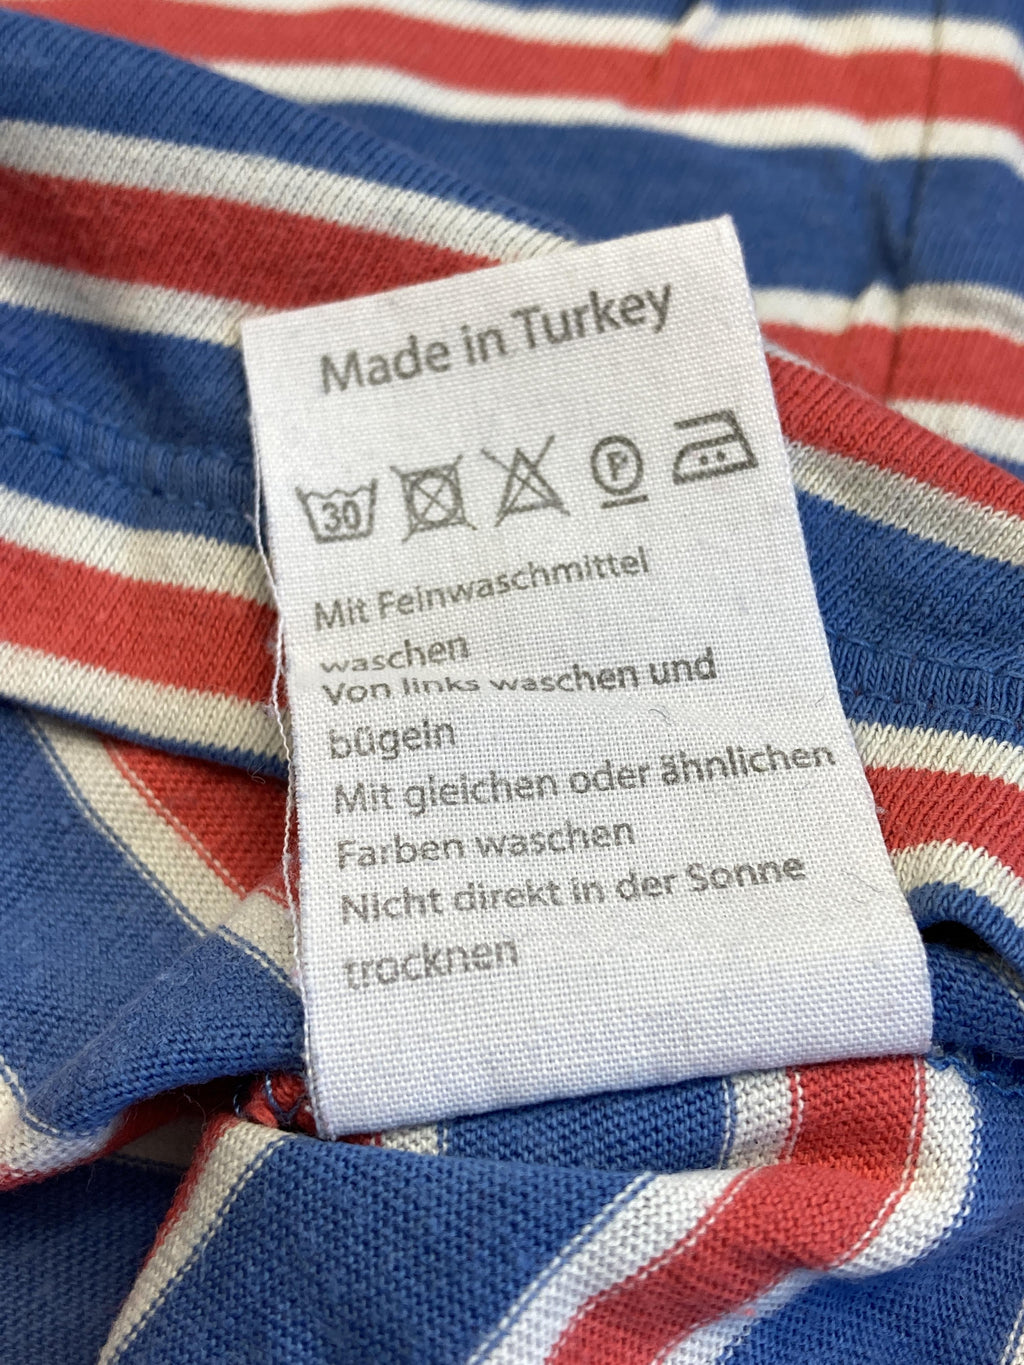 Made in Turkey
30 P
Mit Feinwaschmittel
waschen
Von links waschen und
bügeln
Mit gleichen oder ähnlichen
Farben waschen
Nicht direkt in der Sonne
trocknen